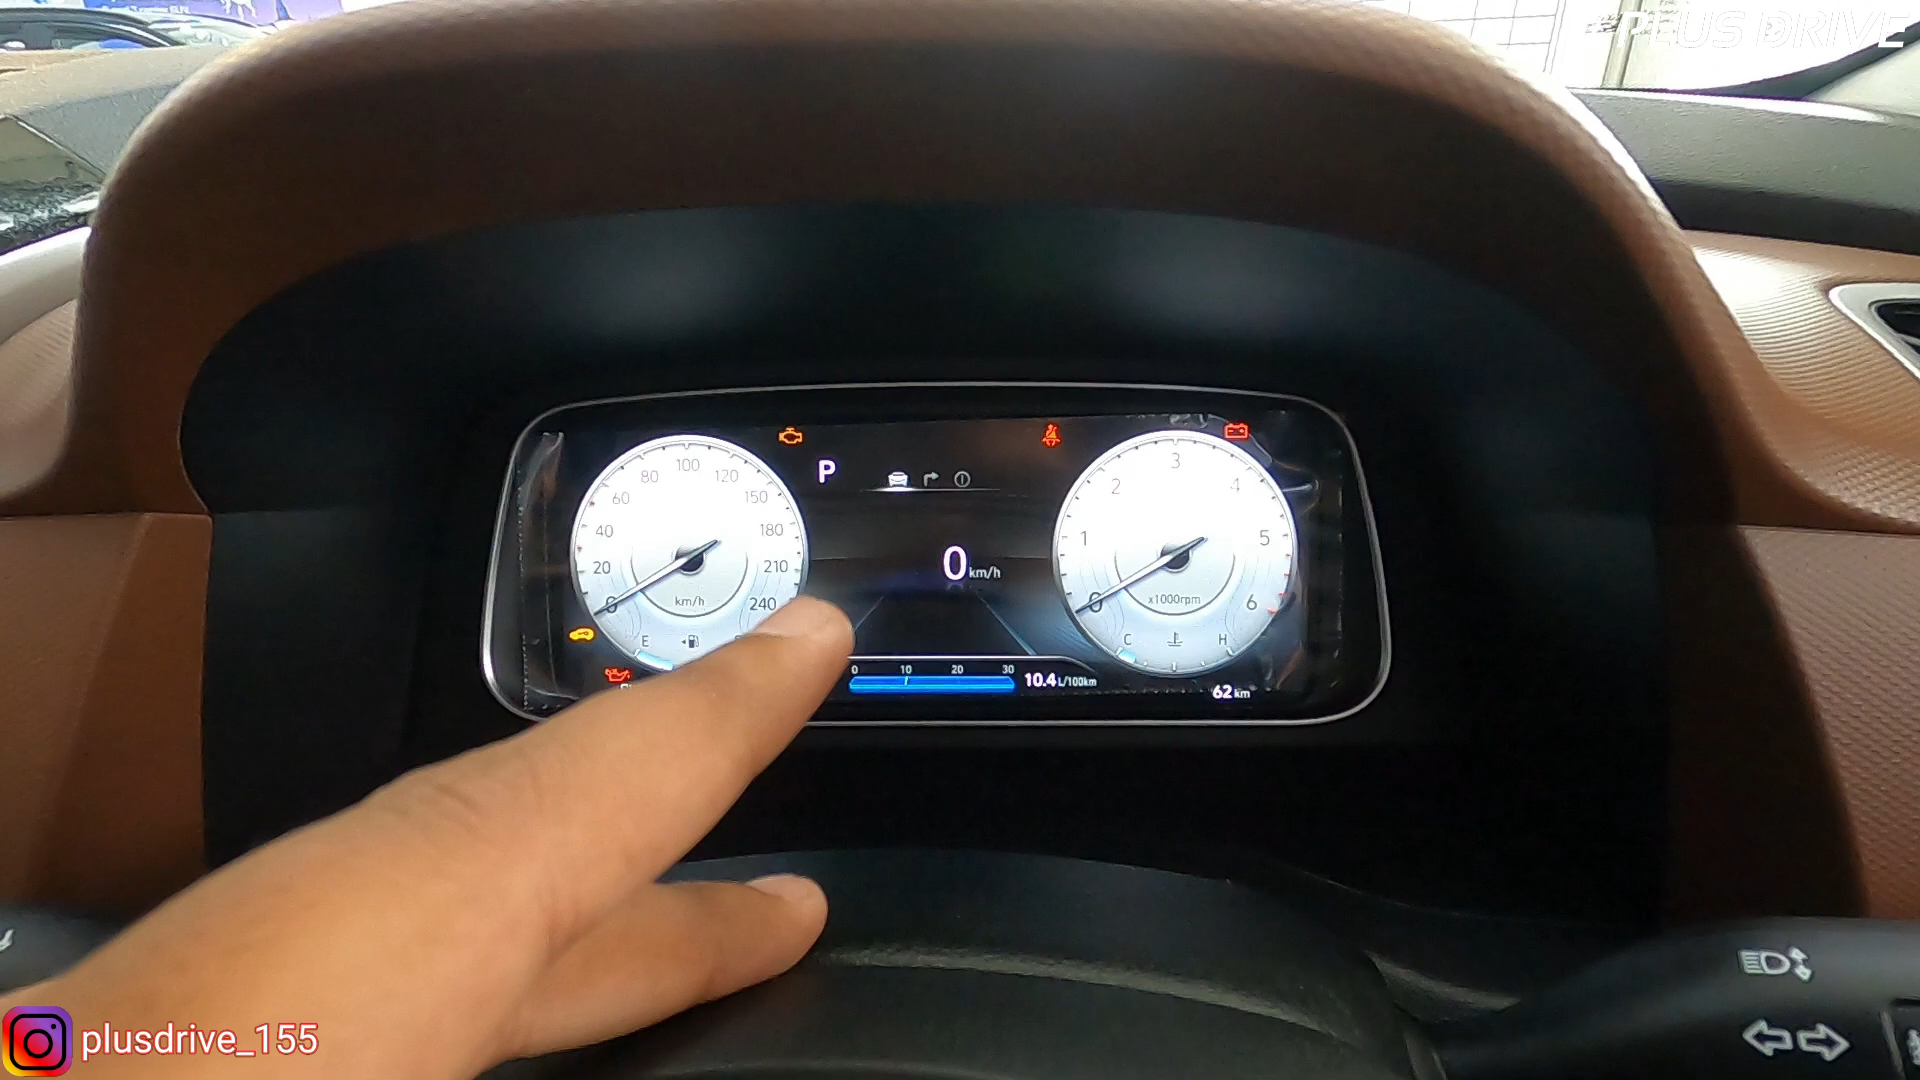 PLUS DRIVE
P
100
80
120
60
150
40
180
20
210
0
240
km/h
E
0 km/h
3
2
4
1
5
0
6
x1000rpm
C
H
0 10 20 30
10.4 L/100km
62 km
plusdrive_155